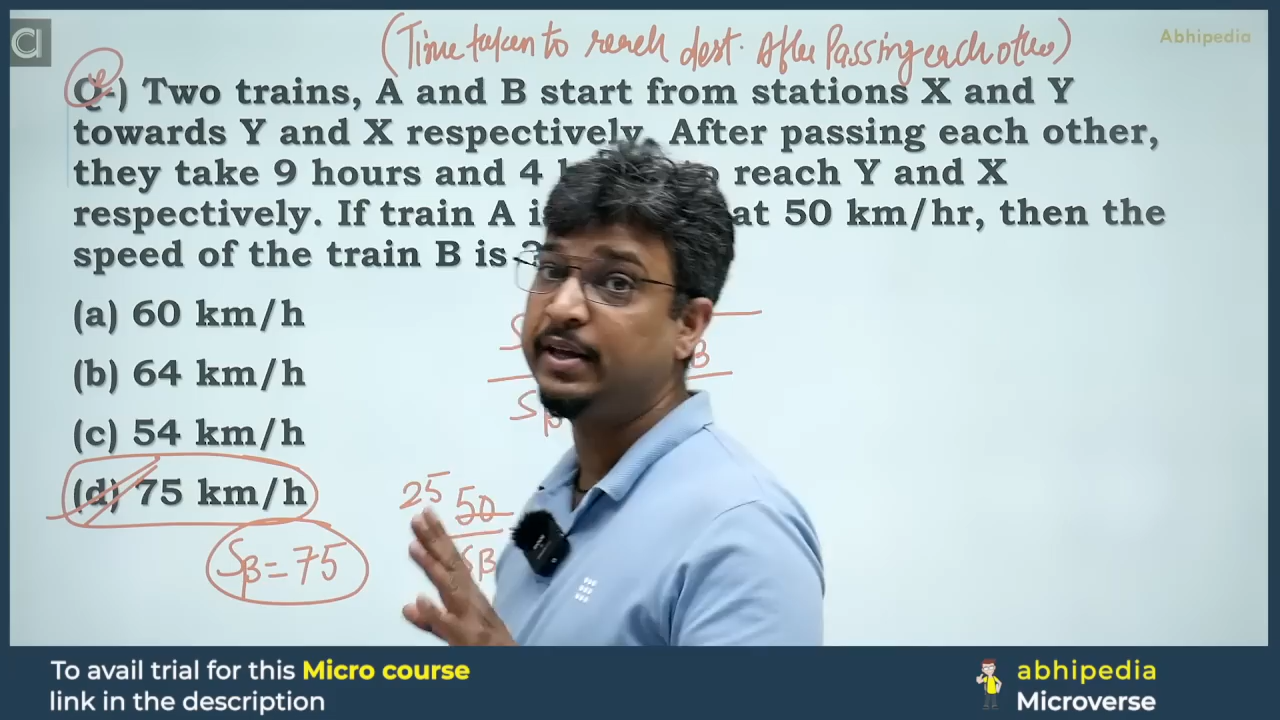 (Time taken to reach dest. After Passing each other)
Abhipedia
Q-) Two trains, A and B start from stations X and Y
towards Y and X respectively. After passing each other,
they take 9 hours and 4 reach Y and X
respectively. If train A is at 50 km/hr, then the
speed of the train B is ?
(a) 60 km/h
(b) 64 km/h
(c) 54 km/h
(d) 75 km/h
B
S
25 50
SB
SB = 75
To avail trial for this Micro course
link in the description
abhipedia
Microverse